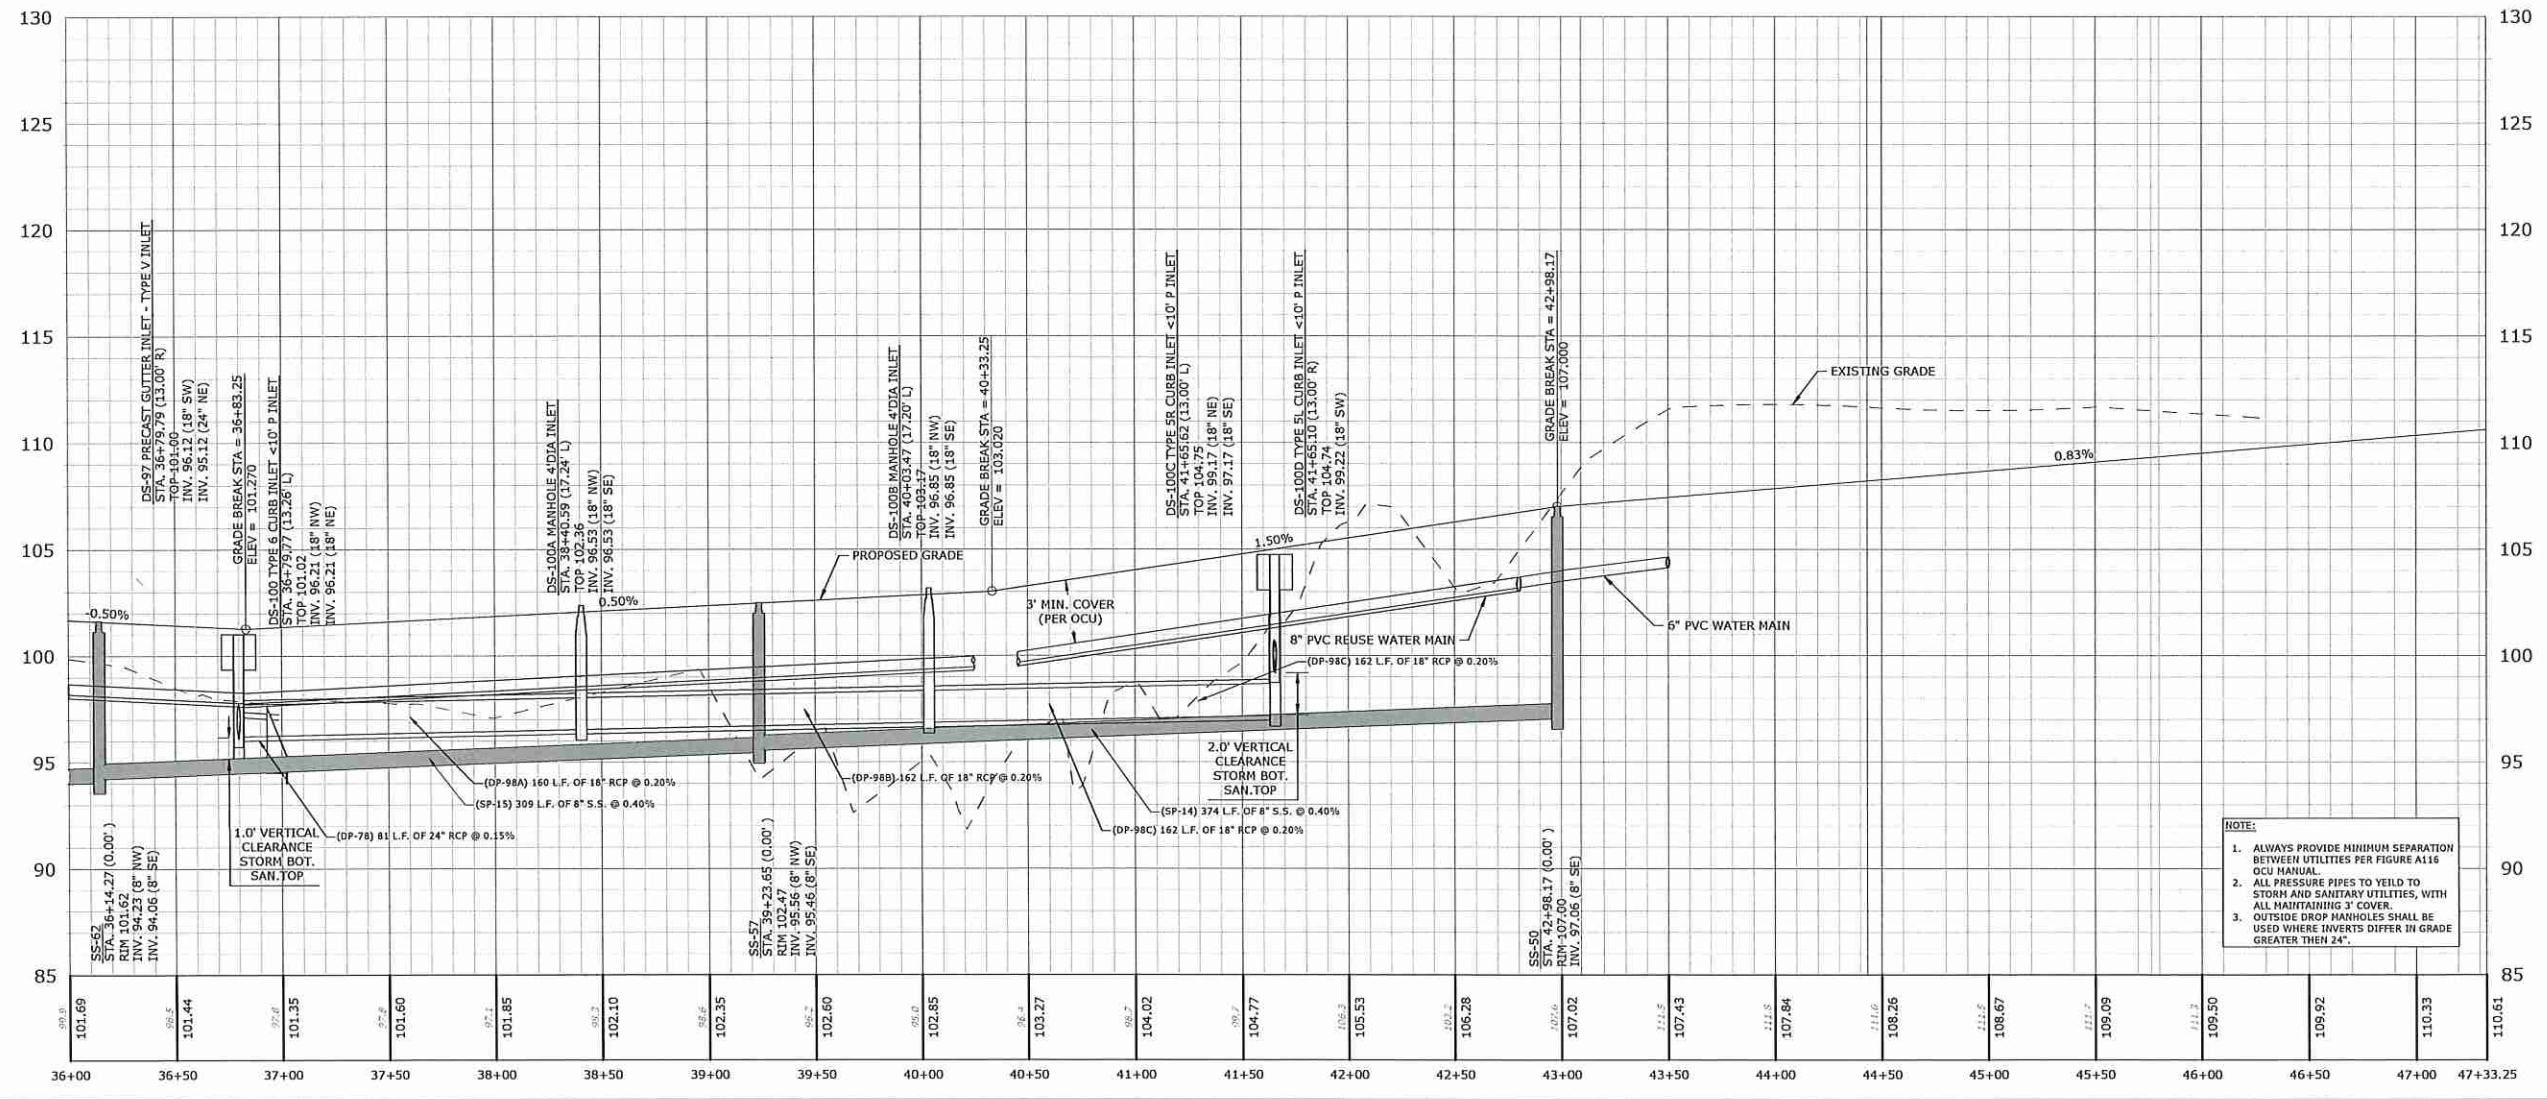 130
125
120
115
110
105
100
95
90
85
130
125
120
115
110
105
100
95
90
85
DS-97 PRECAST GUTTER INLET - TYPE V INLET
STA. 36+79.79 (13.00' R)
TOP 101.00
INV. 96.12 (18" SW)
INV. 95.12 (24" NE)
GRADE BREAK STA = 36+83.25
ELEV = 101.270
DS-100 TYPE 6 CURB INLET <10' P INLET
STA. 36+79.77 (13.26' L)
TOP 101.02
INV. 96.21 (18" NW)
INV. 96.21 (18" NE)
DS-100A MANHOLE 4'DIA INLET
STA. 38+40.59 (17.24' L)
TOP 102.36
INV. 96.53 (18" NW)
INV. 96.53 (18" SE)
DS-100B MANHOLE 4'DIA INLET
STA. 40+03.47 (17.20' L)
TOP 103.17
INV. 96.85 (18" NW)
INV. 96.85 (18" SE)
GRADE BREAK STA = 40+33.25
ELEV = 103.020
DS-100C TYPE 5R CURB INLET <10' P INLET
STA. 41+65.62 (13.00' L)
TOP 104.75
INV. 99.17 (18" NE)
INV. 97.17 (18" SE)
DS-100D TYPE 5L CURB INLET <10' P INLET
STA. 41+65.10 (13.00' R)
TOP 104.74
INV. 99.22 (18" SW)
GRADE BREAK STA = 42+98.17
ELEV = 107.000
EXISTING GRADE
0.83%
1.50%
PROPOSED GRADE
-0.50%
0.50%
3' MIN. COVER
(PER OCU)
8" PVC REUSE WATER MAIN
6" PVC WATER MAIN
(DP-98C) 162 L.F. OF 18" RCP @ 0.20%
(DP-98A) 160 L.F. OF 18" RCP @ 0.20%
(SP-15) 309 L.F. OF 8" S.S. @ 0.40%
(DP-78) 81 L.F. OF 24" RCP @ 0.15%
(DP-98B) 162 L.F. OF 18" RCP @ 0.20%
(SP-14) 374 L.F. OF 8" S.S. @ 0.40%
(DP-98C) 162 L.F. OF 18" RCP @ 0.20%
1.0' VERTICAL
CLEARANCE
STORM BOT.
SAN.TOP
2.0' VERTICAL
CLEARANCE
STORM BOT.
SAN.TOP
SS-62
STA. 36+14.27 (0.00' )
RIM 101.62
INV. 94.23 (8" NW)
INV. 94.06 (8" SE)
SS-57
STA. 39+23.65 (0.00' )
RIM 102.47
INV. 95.56 (8" NW)
INV. 95.46 (8" SE)
SS-50
STA. 42+98.17 (0.00' )
RIM 107.00
INV. 97.06 (8" SE)
NOTE:
1. ALWAYS PROVIDE MINIMUM SEPARATION
BETWEEN UTILITIES PER FIGURE A116
OCU MANUAL.
2. ALL PRESSURE PIPES TO YEILD TO
STORM AND SANITARY UTILITIES, WITH
ALL MAINTAINING 3' COVER.
3. OUTSIDE DROP MANHOLES SHALL BE
USED WHERE INVERTS DIFFER IN GRADE
GREATER THEN 24".
101.69
101.44
101.35
101.60
101.85
102.10
102.35
102.60
102.85
103.27
104.02
104.77
105.53
106.28
107.02
107.43
107.84
108.26
108.67
109.09
109.50
109.92
110.33
110.61
36+00
36+50
37+00
37+50
38+00
38+50
39+00
39+50
40+00
40+50
41+00
41+50
42+00
42+50
43+00
43+50
44+00
44+50
45+00
45+50
46+00
46+50
47+00
47+33.25